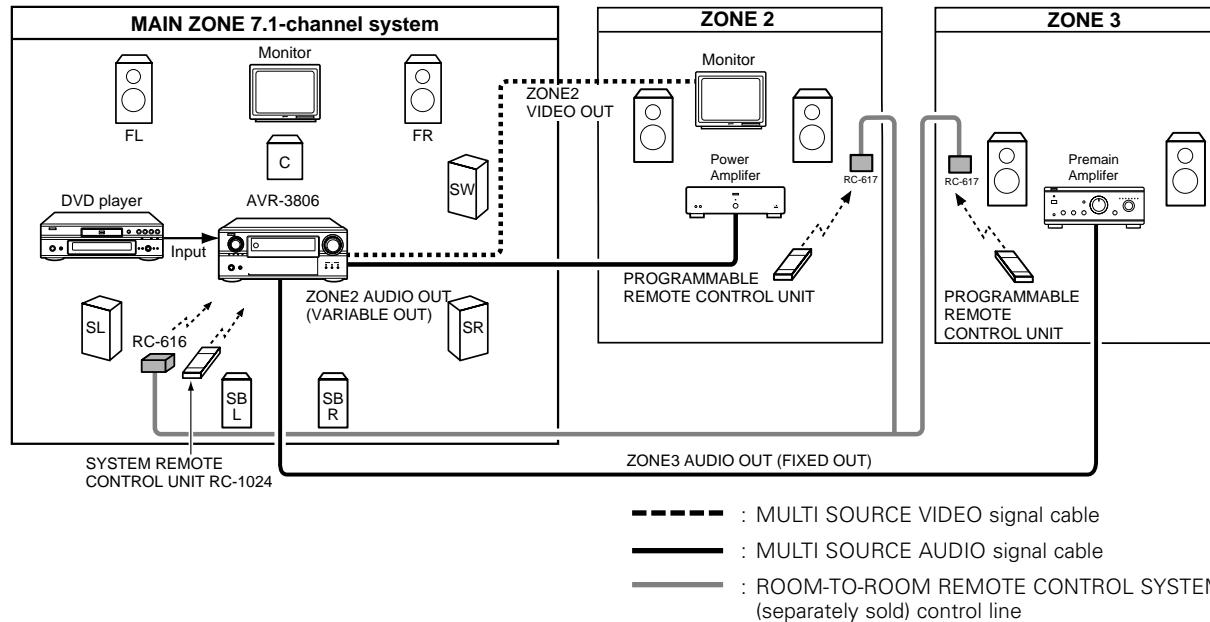 MAIN ZONE 7.1-channel system
ZONE 2
ZONE 3
Monitor
FL
FR
C
SW
DVD player
AVR-3806
Input
ZONE2
VIDEO OUT
Monitor
Power
Amplifer
RC-617
RC-617
Premain
Amplifer
ZONE2 AUDIO OUT
(VARIABLE OUT)
PROGRAMMABLE
REMOTE CONTROL UNIT
PROGRAMMABLE
REMOTE
CONTROL UNIT
SL
RC-616
SR
SB
L
SB
R
SYSTEM REMOTE
CONTROL UNIT RC-1024
ZONE3 AUDIO OUT (FIXED OUT)
: MULTI SOURCE VIDEO signal cable
: MULTI SOURCE AUDIO signal cable
: ROOM-TO-ROOM REMOTE CONTROL SYSTEM
(separately sold) control line